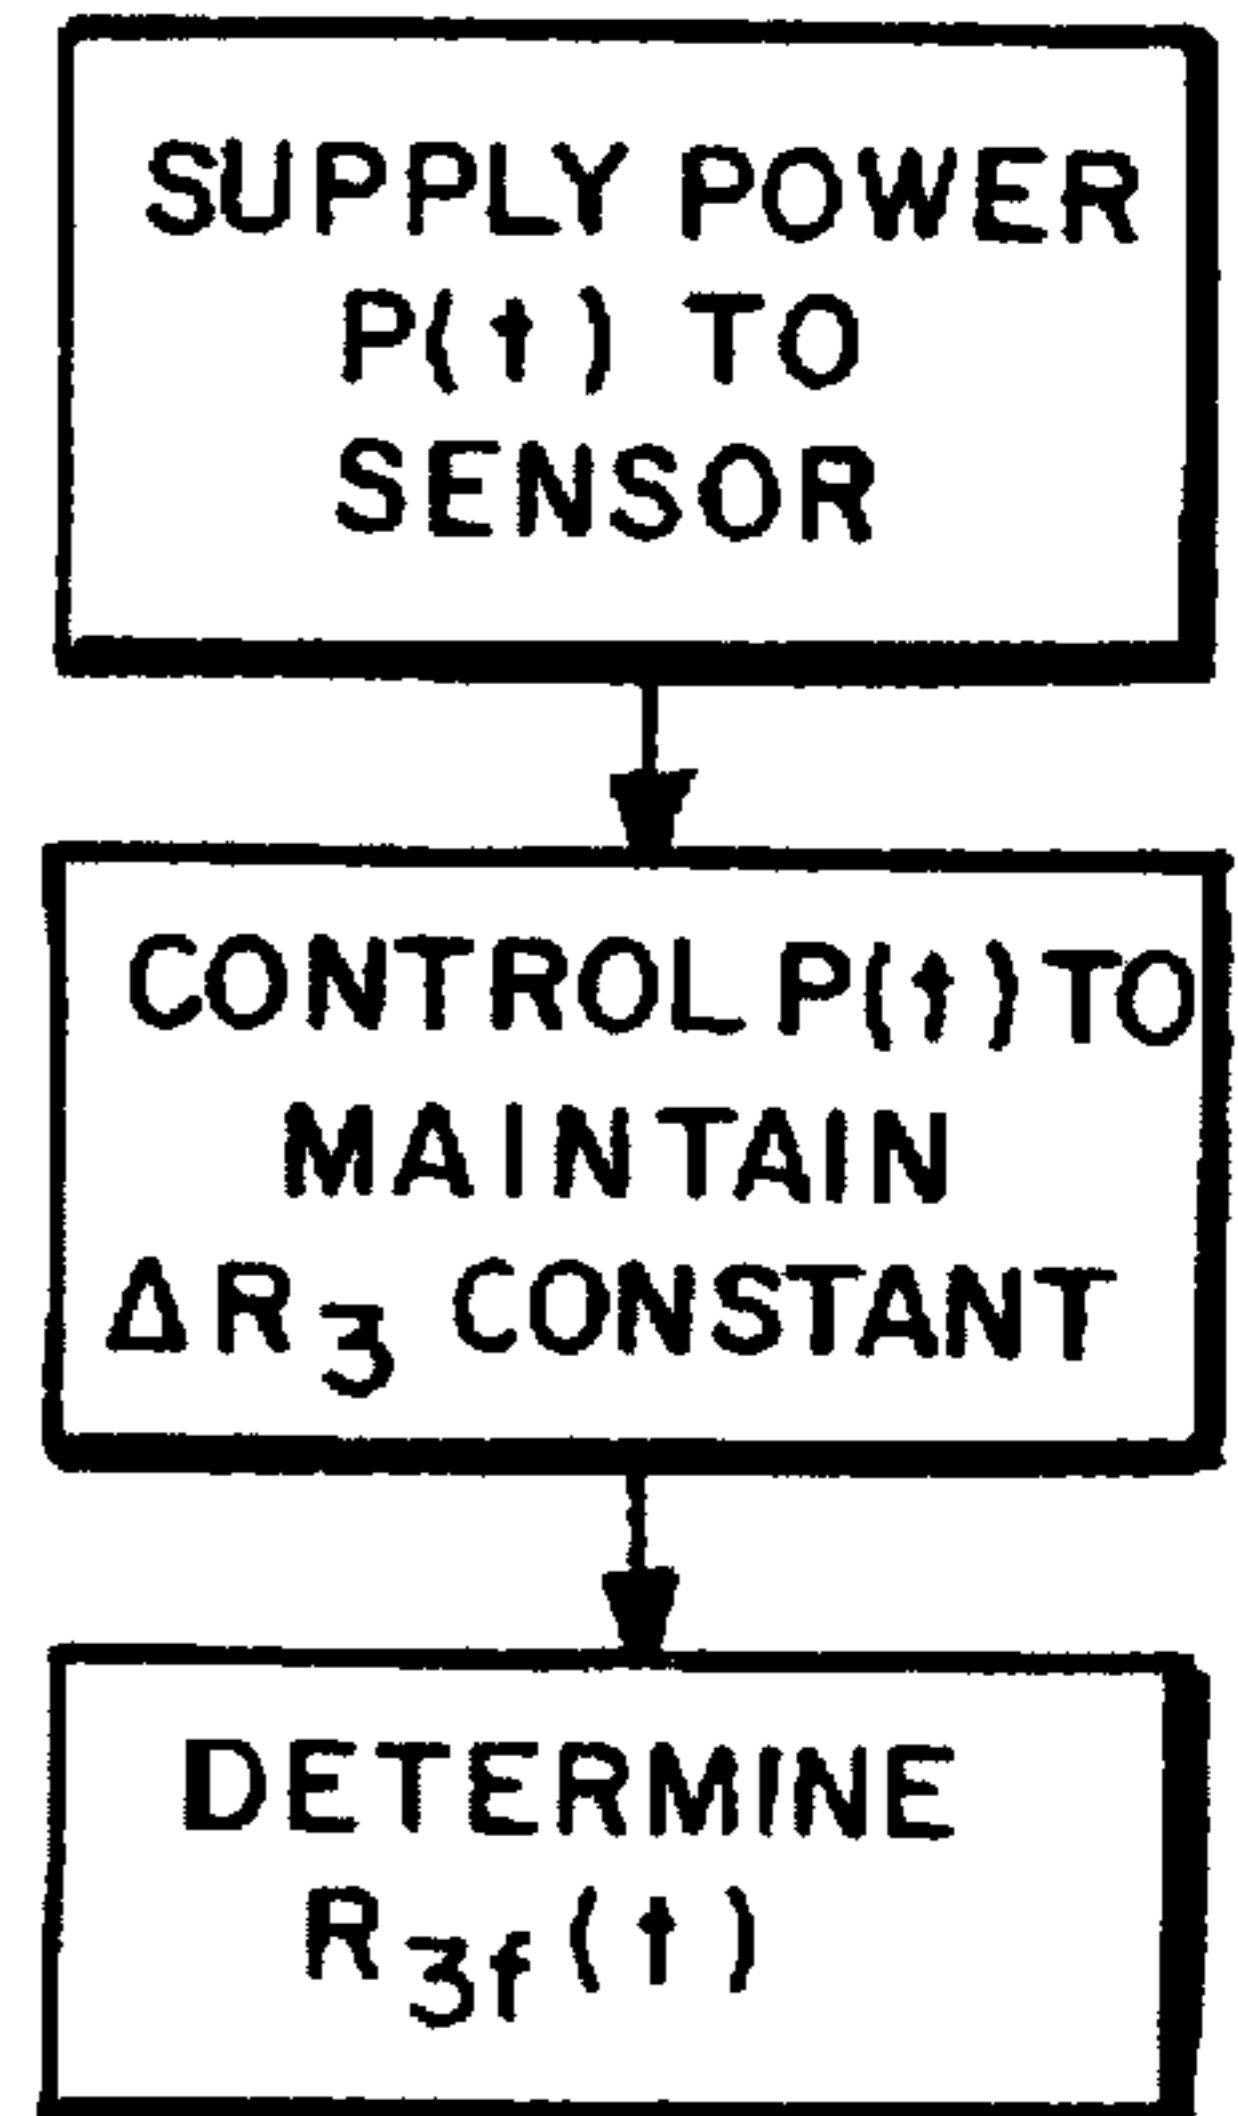 SUPPLY POWER
P(t) TO
SENSOR
CONTROL P(t) TO
MAINTAIN
ΔR₃ CONSTANT
DETERMINE
R₃f (t)